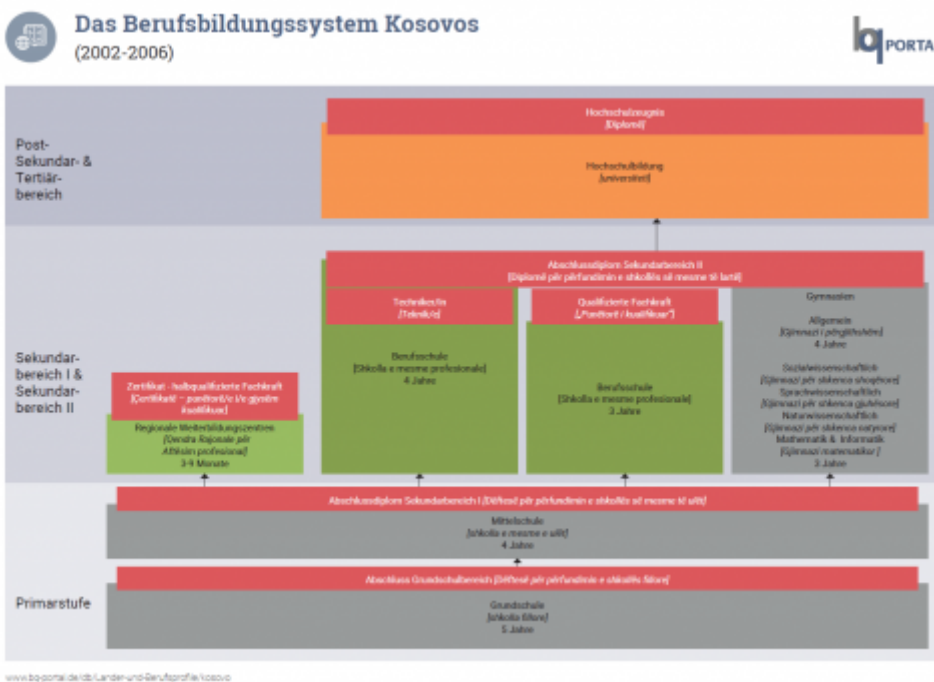 Das Berufsbildungssystem Kosovos
(2002-2006)
bq PORTA
Post-
Sekundar- &
Tertiär-
bereich
Hochschulzeugnis
[Diplomë]
Hochschulbildung
[universiteti]
Abschlussdiplom Sekundarbereich II
[Diplomë për përfundimin e shkollës së mesme të lartë]
Sekundar-
bereich I &
Sekundar-
bereich II
Zertifikat - halbqualifizierte Fachkraft
[Çertifikatë – punëtorë/e i/e gjysëm
kualifikuar]
Regionale Weiterbildungszentren
[Qendra Rajonale për
Aftësim profesional]
3-9 Monate
Techniker/in
[Teknik/e]
Berufsschule
[Shkolla e mesme profesionale]
4 Jahre
Qualifizierte Fachkraft
[„Punëtorë i kualifikuar"]
Berufsschule
[Shkolla e mesme profesionale]
3 Jahre
Gymnasien
Allgemein
[Gjimnazi i përgjithshëm]
4 Jahre
Sozialwissenschaftlich
[Gjimnazi për shkenca shoqërore]
Sprachwissenschaftlich
[Gjimnazi për shkenca gjuhësore]
Naturwissenschaftlich
[Gjimnazi për shkenca natyrore]
Mathematik & Informatik
[Gjimnazi matematikor ]
3 Jahre
Abschlussdiplom Sekundarbereich I [Dëftesë për përfundimin e shkollës së mesme të ulët]
Mittelschule
[shkolla e mesme e ulët]
4 Jahre
Primarstufe
Abschluss Grundschulbereich [Dëftesë për përfundimin e shkollës fillore]
Grundschule
[shkolla fillore]
5 Jahre
www.bq-portal.de/db/Länder-und-Berufsprofile/kosovo